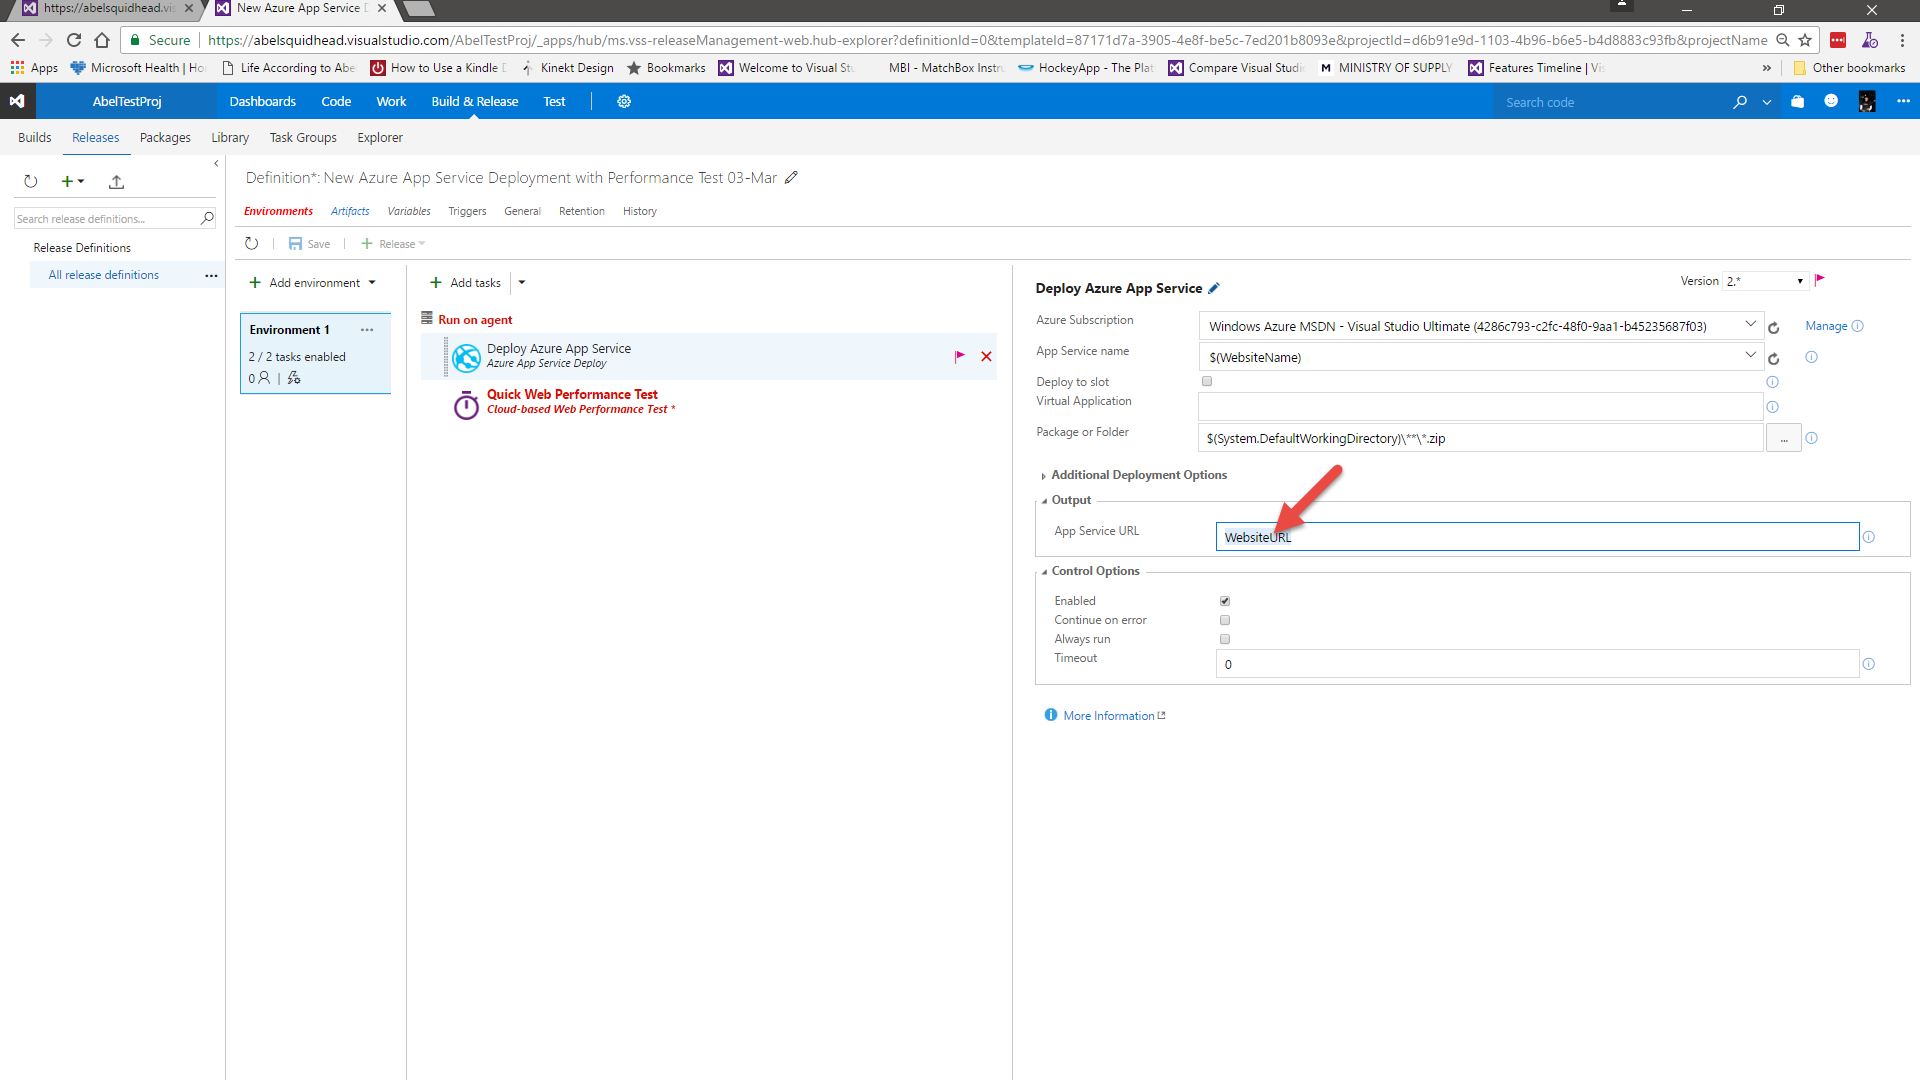 https://abelsquidhead.vis
New Azure App Service D
Secure
https://abelsquidhead.visualstudio.com/AbelTestProj/_apps/hub/ms.vss-releaseManagement-web.hub-explorer?definitionId=0&templateId=87171d7a-3905-4e8f-be5c-7ed201b8093e&projectId=d6b91e9d-1103-4b96-b6e5-b4d8883c93fb&projectName
Apps
Microsoft Health | Ho
Life According to Abe
How to Use a Kindle D
Kinekt Design
Bookmarks
Welcome to Visual Stu
MBI - MatchBox Instru
HockeyApp - The Plat
Compare Visual Studio
M MINISTRY OF SUPPLY
Features Timeline | Vis
»
Other bookmarks
AbelTestProj
Dashboards
Code
Work
Build & Release
Test
Search code
Builds
Releases
Packages
Library
Task Groups
Explorer
Search release definitions...
Release Definitions
All release definitions
...
Definition*: New Azure App Service Deployment with Performance Test 03-Mar
Environments
Artifacts
Variables
Triggers
General
Retention
History
Save
Release
Add environment
Environment 1
...
2 / 2 tasks enabled
0
Add tasks
Run on agent
Deploy Azure App Service
Azure App Service Deploy
Quick Web Performance Test
Cloud-based Web Performance Test *
Deploy Azure App Service
Version 2.*
Azure Subscription
Windows Azure MSDN - Visual Studio Ultimate (4286c793-c2fc-48f0-9aa1-b45235687f03)
Manage
App Service name
$(WebsiteName)
Deploy to slot
Virtual Application
Package or Folder
$(System.DefaultWorkingDirectory)\**\*.zip
...
Additional Deployment Options
Output
App Service URL
WebsiteURL
Control Options
Enabled
Continue on error
Always run
Timeout
0
More Information